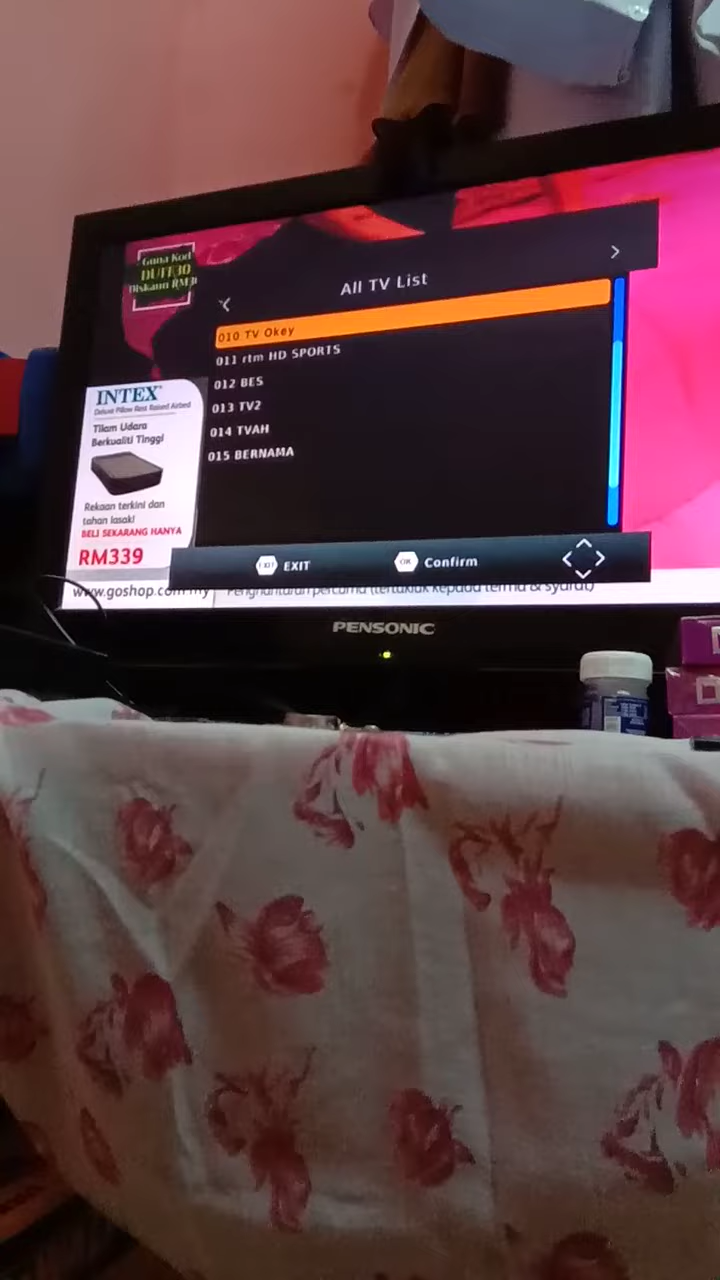 Guna Kod
DUIT30
Diskaun RM3
All TV List
010 TV Okey
011 rtm HD SPORTS
012 BES
013 TV2
014 TVAH
015 BERNAMA
INTEX
Deluxe Pillow Rest Raised Airbed
Tilam Udara
Berkualiti Tinggi
Rekaan terkini dan
tahan lasak!
BELI SEKARANG HANYA
RM339
EXIT EXIT
OK Confirm
www.goshop.com.my
Penghantaran percuma (tertakluk kepada terma & syarat)
PENSONIC